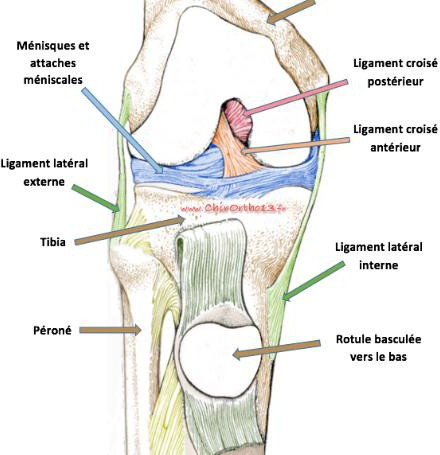 Ménisques et
attaches
méniscales
Ligament croisé
postérieur
Ligament croisé
antérieur
Ligament latéral
externe
www.ChirOrtho13.fr
Tibia
Ligament latéral
interne
Péroné
Rotule basculée
vers le bas